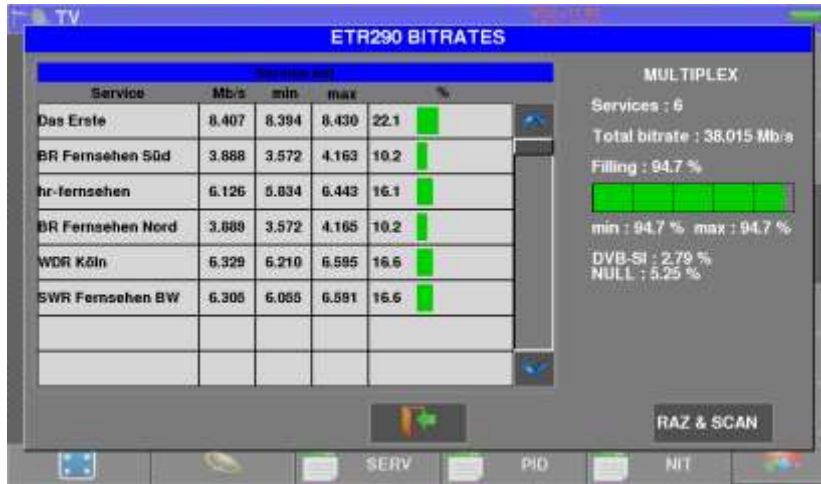 TV
ETR290 BITRATES
Service Mb/s min max %
Das Erste 8.407 8.394 8.430 22.1
BR Fernsehen Süd 3.888 3.572 4.163 10.2
hr-fernsehen 6.126 5.834 6.443 16.1
BR Fernsehen Nord 3.889 3.572 4.165 10.2
WDR Köln 6.329 6.210 6.595 16.6
SWR Fernsehen BW 6.305 6.055 6.591 16.6
MULTIPLEX
Services : 6
Total bitrate : 38.015 Mb/s
Filling : 94.7 %
min : 94.7 % max : 94.7 %
DVB-SI : 2.79 %
NULL : 5.25 %
RAZ & SCAN
SERV PID NIT